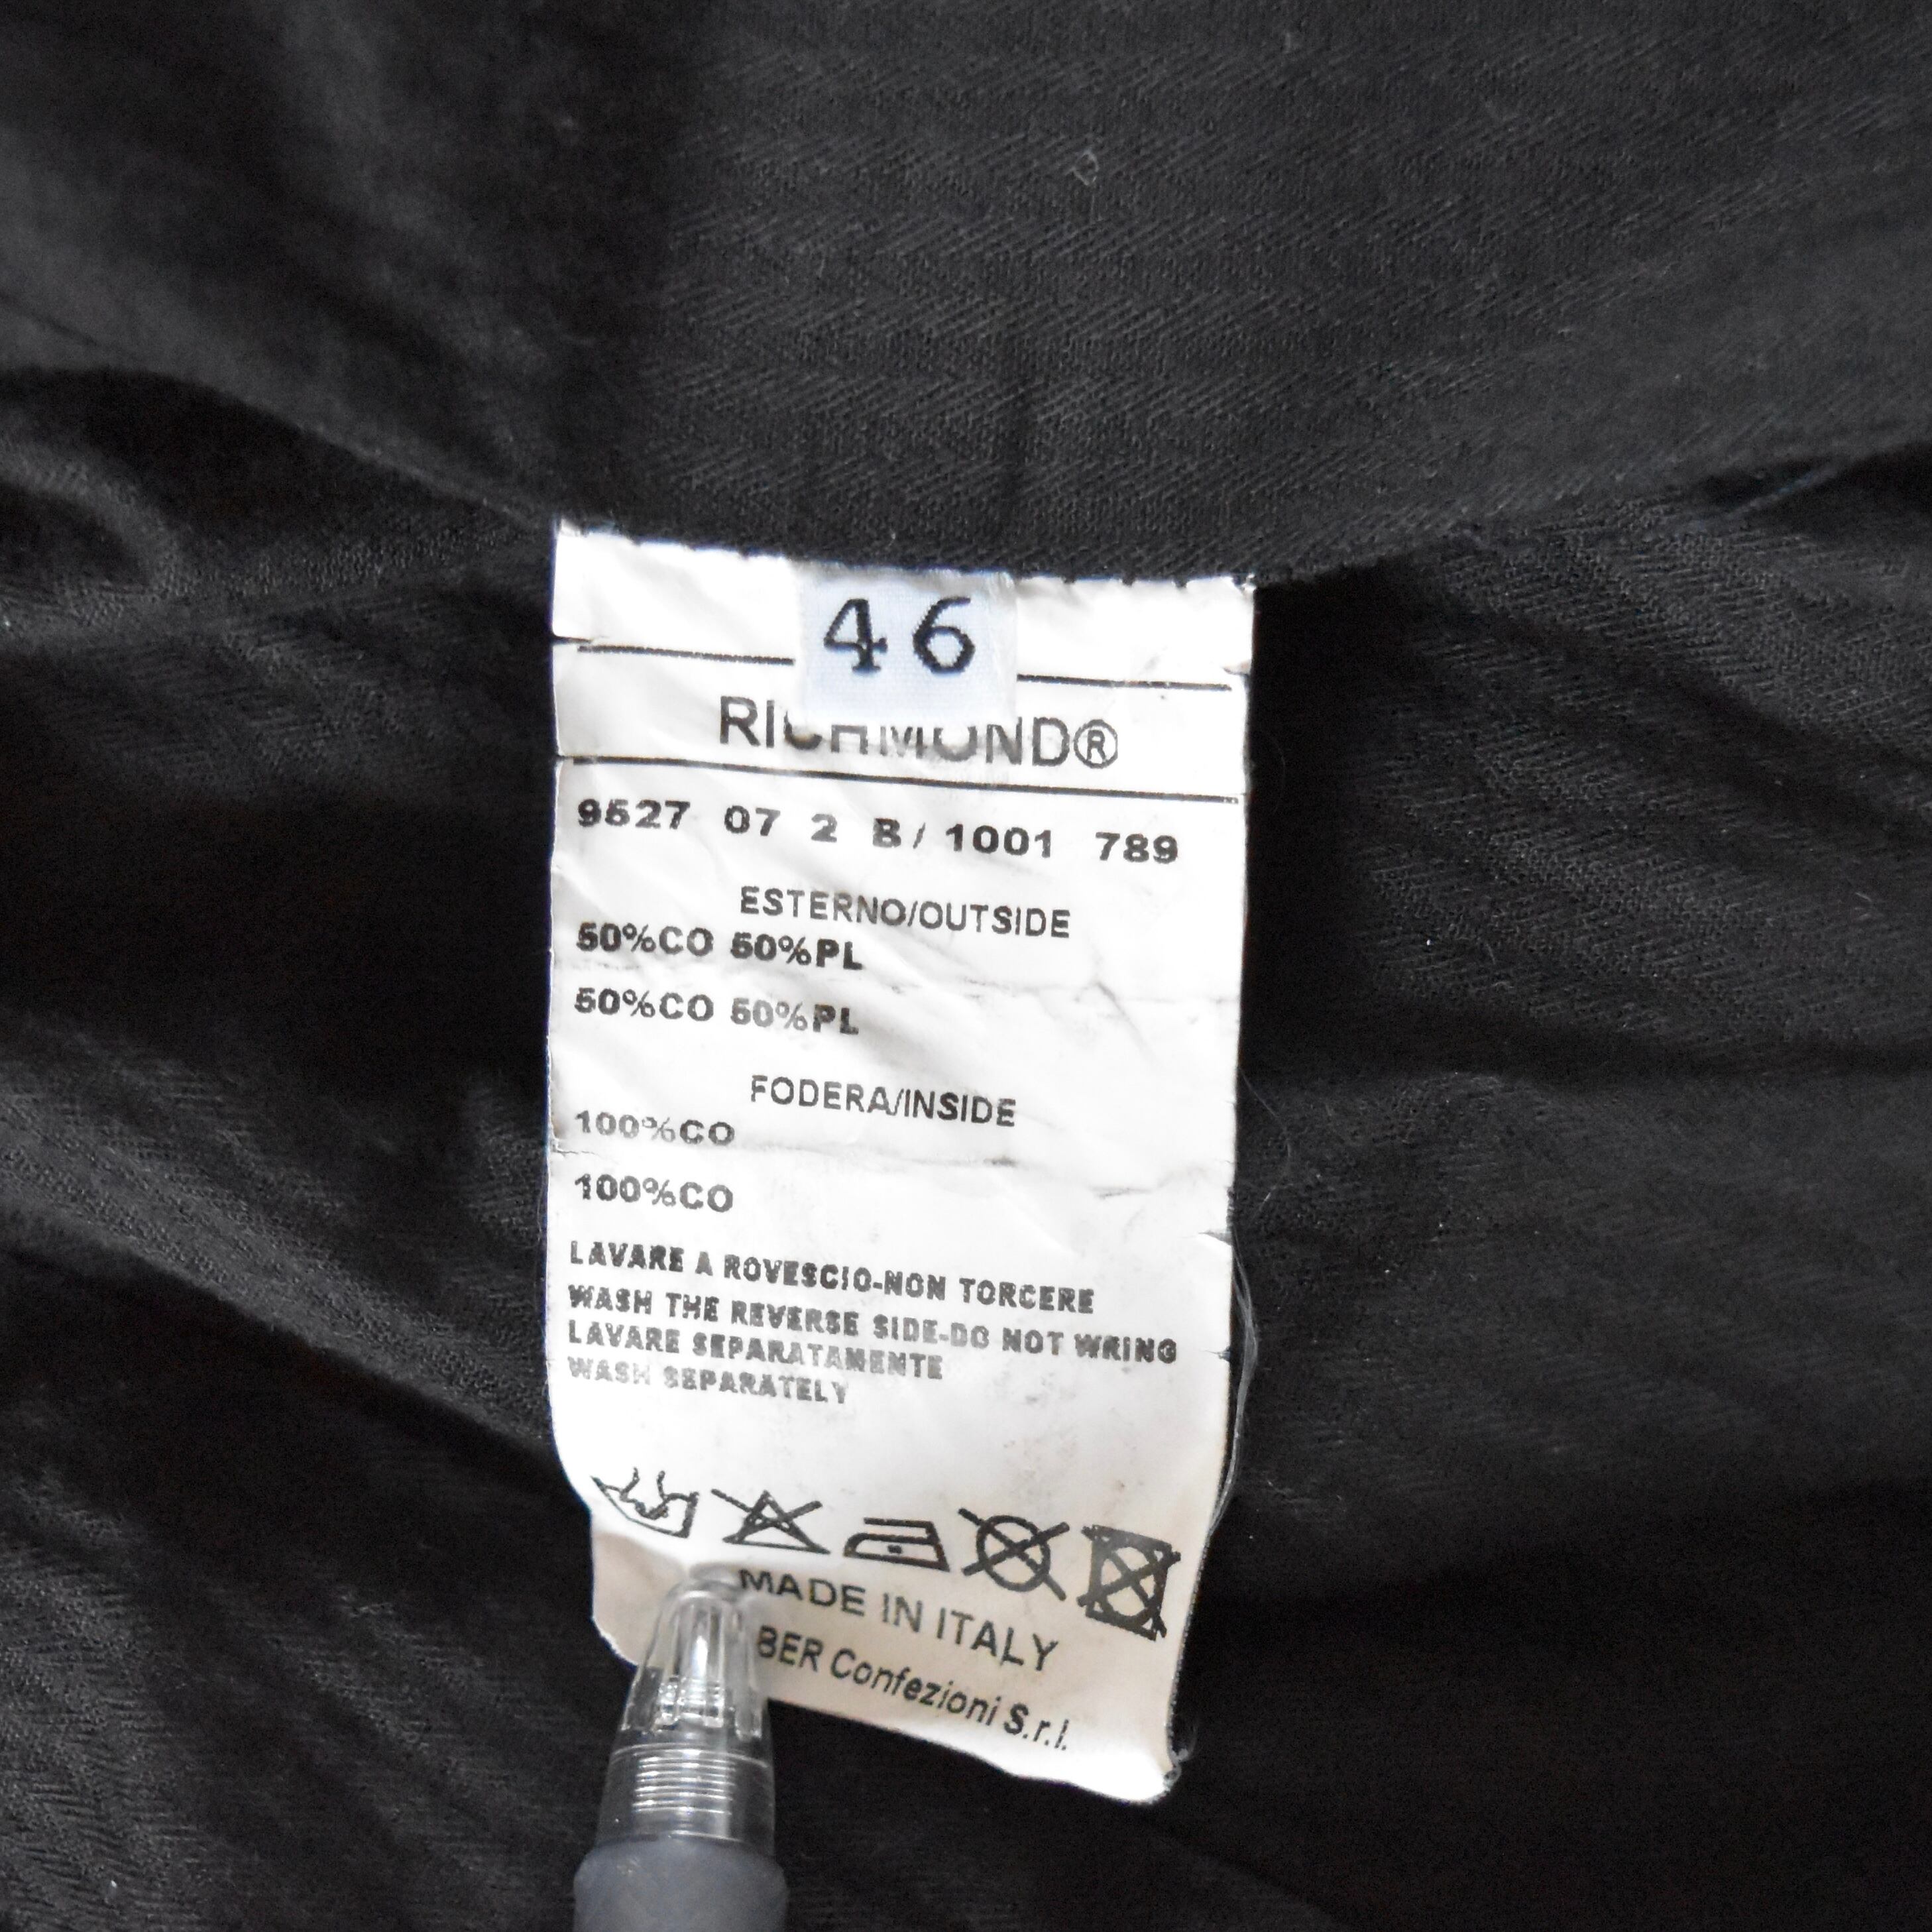 46
RICHMOND®
9527 07 2 B/ 1001 789
ESTERNO/OUTSIDE
50%CO 50%PL
50%CO 50%PL
FODERA/INSIDE
100%CO
100%CO
LAVARE A ROVESCIO-NON TORCERE
WASH THE REVERSE SIDE-DO NOT WRING
LAVARE SEPARATAMENTE
WASH SEPARATELY
MADE IN ITALY
Confezioni S.r.l.